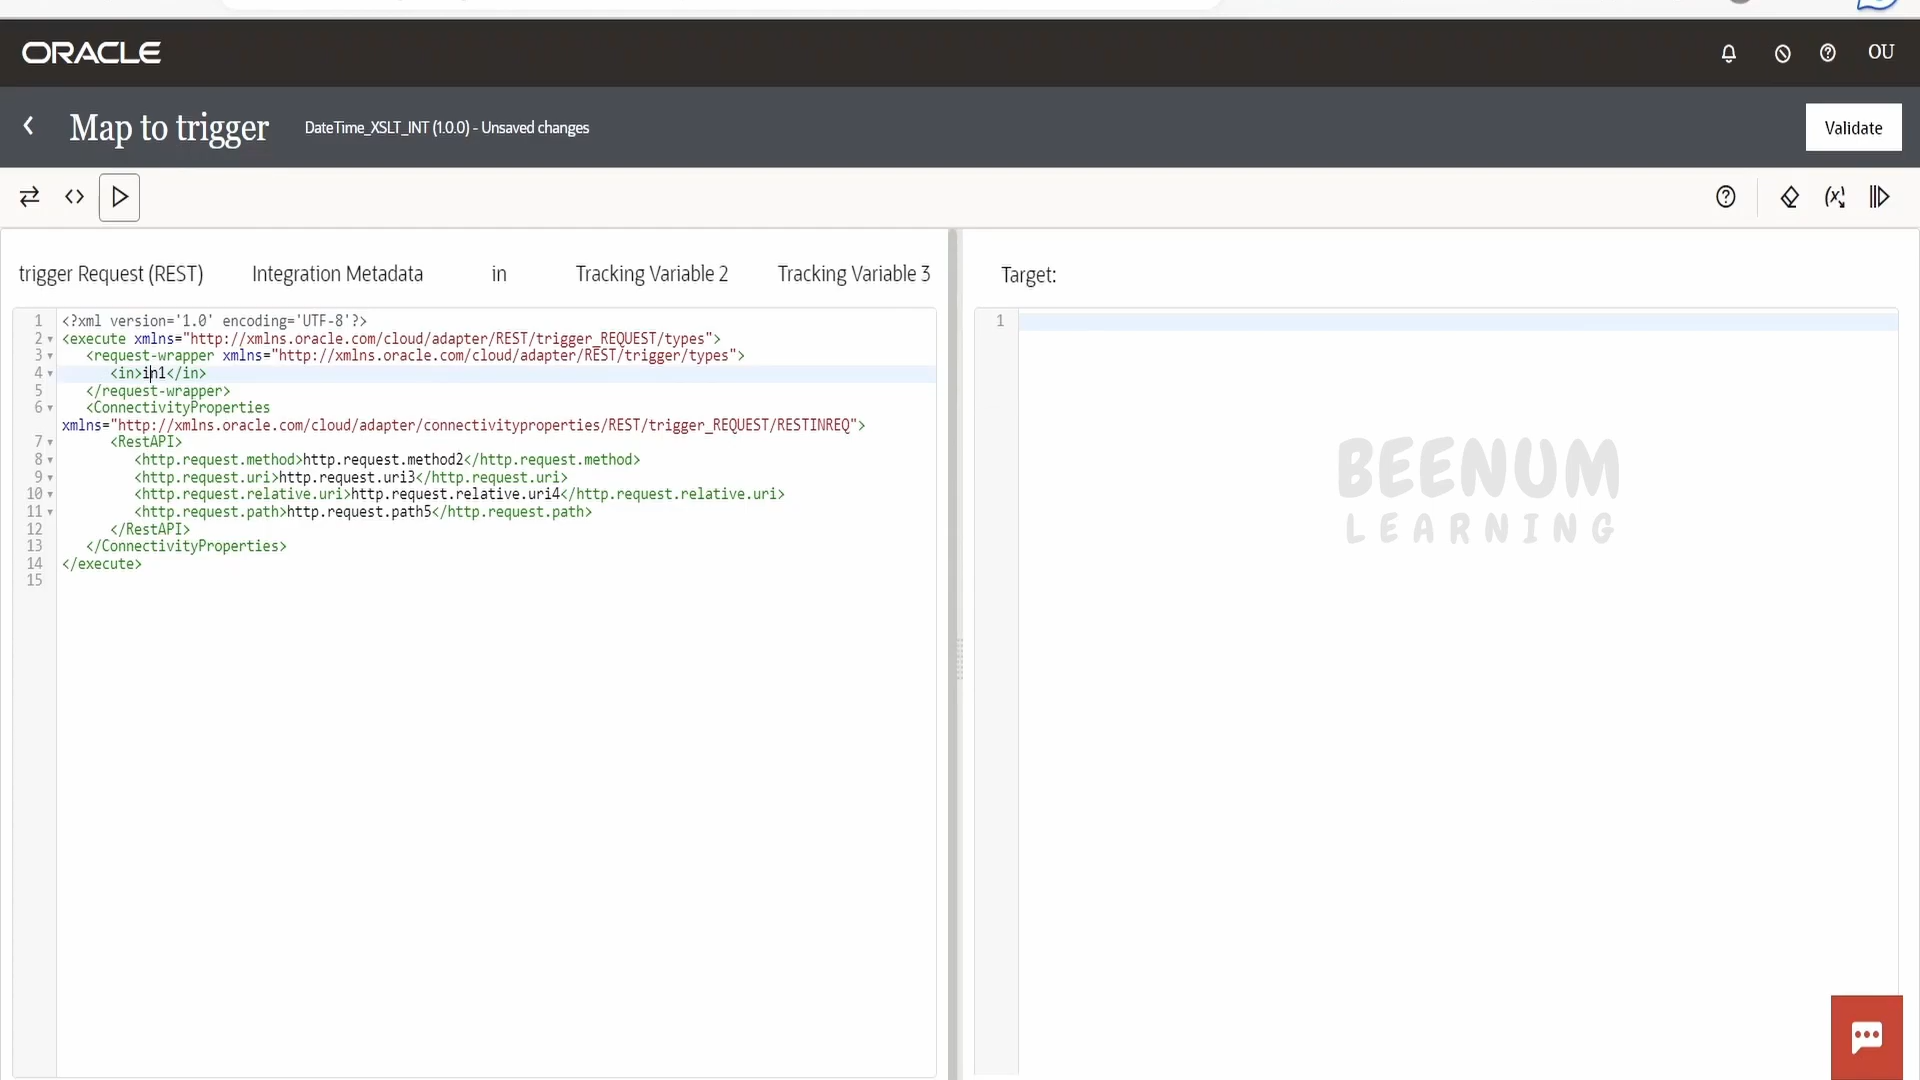 ORACLE
OU
Map to trigger
DateTime_XSLT_INT (1.0.0) - Unsaved changes
Validate
trigger Request (REST)
Integration Metadata
in
Tracking Variable 2
Tracking Variable 3
Target:
1 <?xml version='1.0' encoding='UTF-8'?>
2 <execute xmlns="http://xmlns.oracle.com/cloud/adapter/REST/trigger_REQUEST/types">
3 <request-wrapper xmlns="http://xmlns.oracle.com/cloud/adapter/REST/trigger/types">
4 <in>in1</in>
5 </request-wrapper>
6 <ConnectivityProperties
xmlns="http://xmlns.oracle.com/cloud/adapter/connectivityproperties/REST/trigger_REQUEST/RESTINREQ">
7 <RestAPI>
8 <http.request.method>http.request.method2</http.request.method>
9 <http.request.uri>http.request.uri3</http.request.uri>
10 <http.request.relative.uri>http.request.relative.uri4</http.request.relative.uri>
11 <http.request.path>http.request.path5</http.request.path>
12 </RestAPI>
13 </ConnectivityProperties>
14 </execute>
15
1
BEENUM
LEARNING